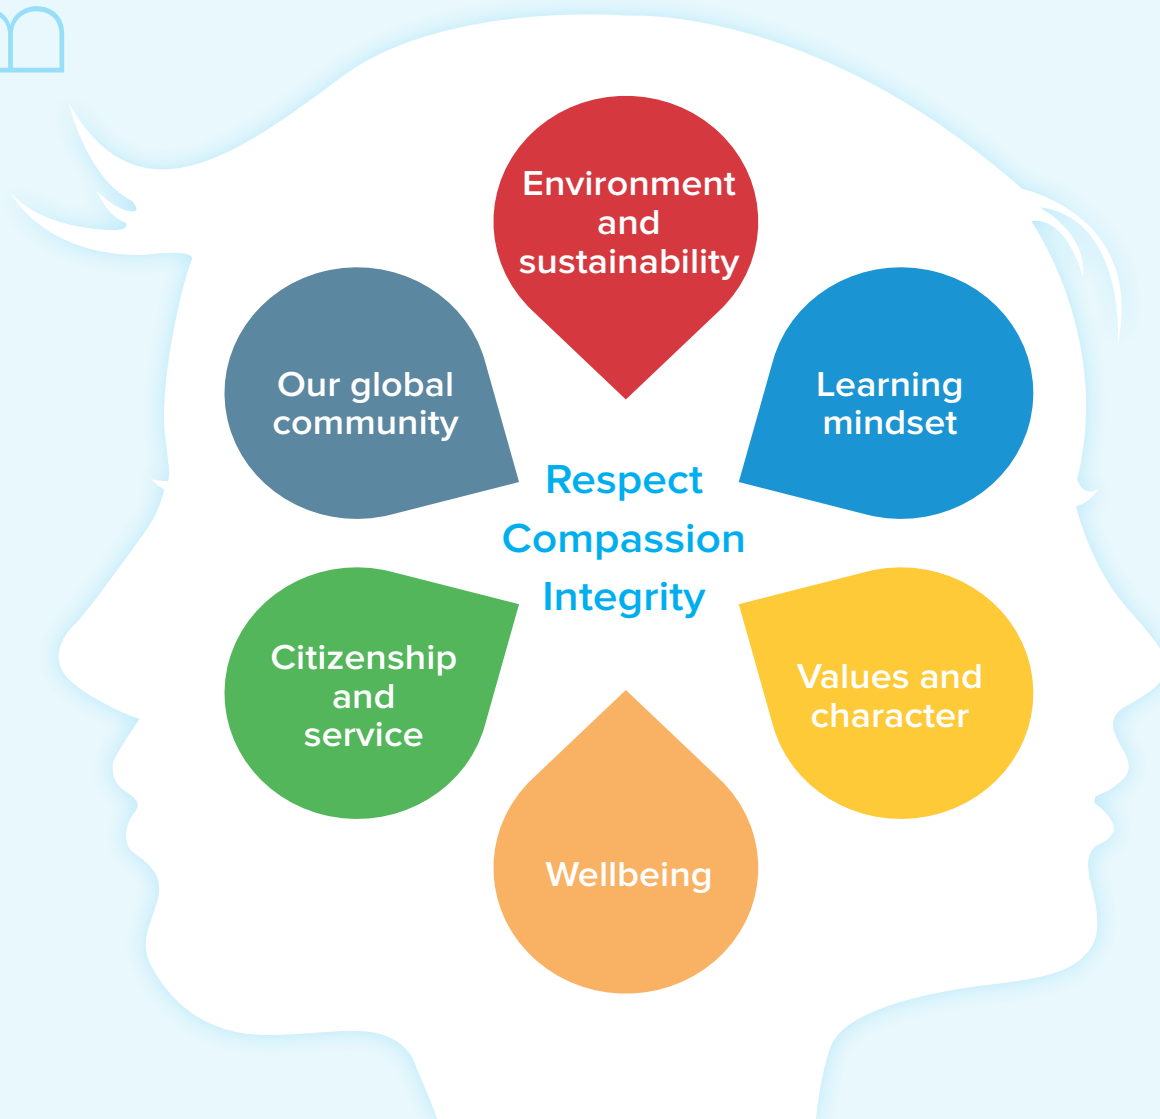 Environment
and
sustainability
Our global
community
Learning
mindset
Respect
Compassion
Integrity
Citizenship
and
service
Values and
character
Wellbeing